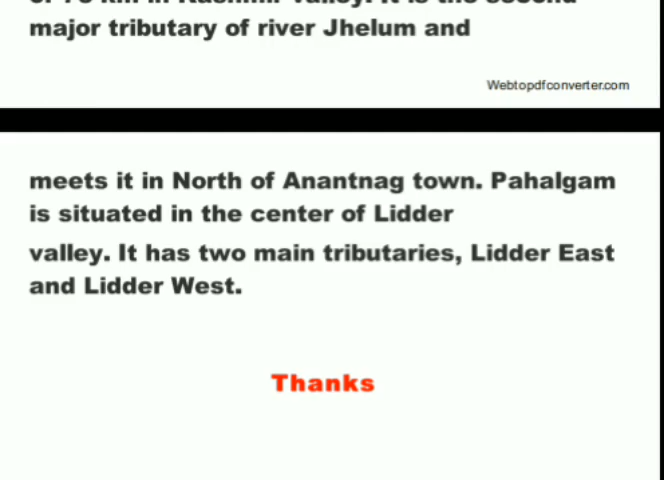 major tributary of river Jhelum and
Webtopdfconverter.com
meets it in North of Anantnag town. Pahalgam
is situated in the center of Lidder
valley. It has two main tributaries, Lidder East
and Lidder West.
Thanks